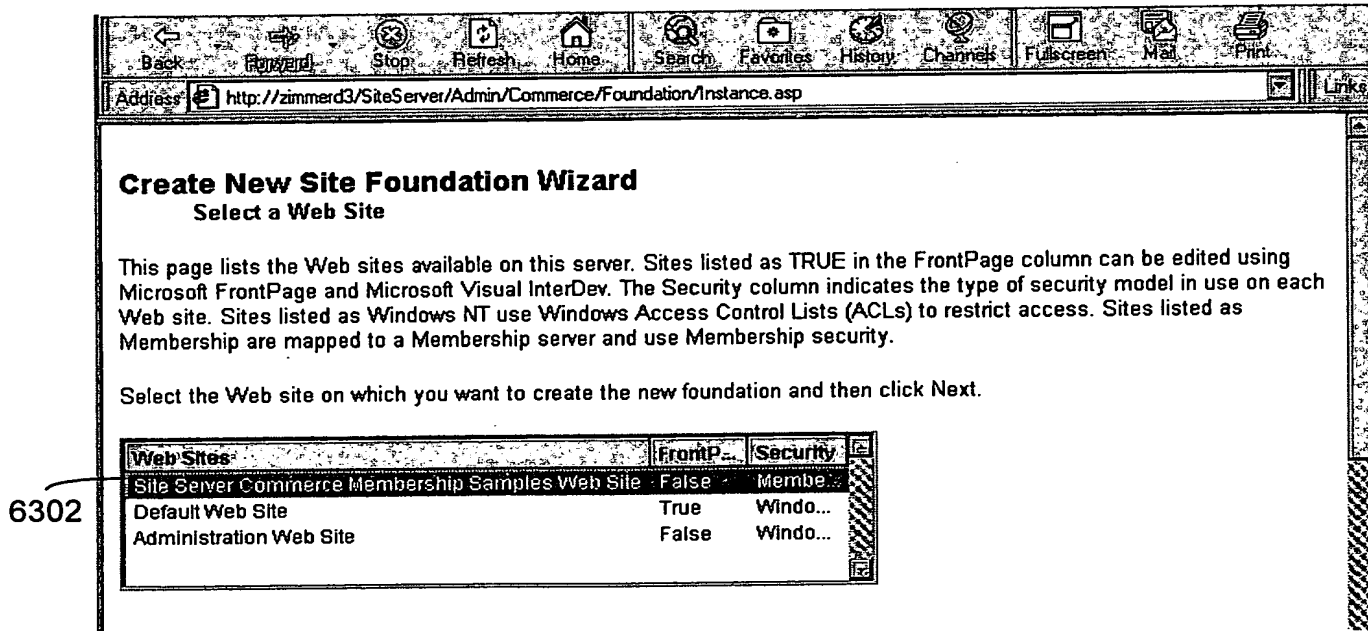 Back Forward Stop Refresh Home Search Favorites History Channels Fullscreen Mail Print
Address http://zimmerd3/SiteServer/Admin/Commerce/Foundation/Instance.asp Links
Create New Site Foundation Wizard
Select a Web Site
This page lists the Web sites available on this server. Sites listed as TRUE in the FrontPage column can be edited using
Microsoft FrontPage and Microsoft Visual InterDev. The Security column indicates the type of security model in use on each
Web site. Sites listed as Windows NT use Windows Access Control Lists (ACLs) to restrict access. Sites listed as
Membership are mapped to a Membership server and use Membership security.
Select the Web site on which you want to create the new foundation and then click Next.
Web Sites FrontP... Security
Site Server Commerce Membership Samples Web Site False Membe...
6302
Default Web Site True Windo...
Administration Web Site False Windo...